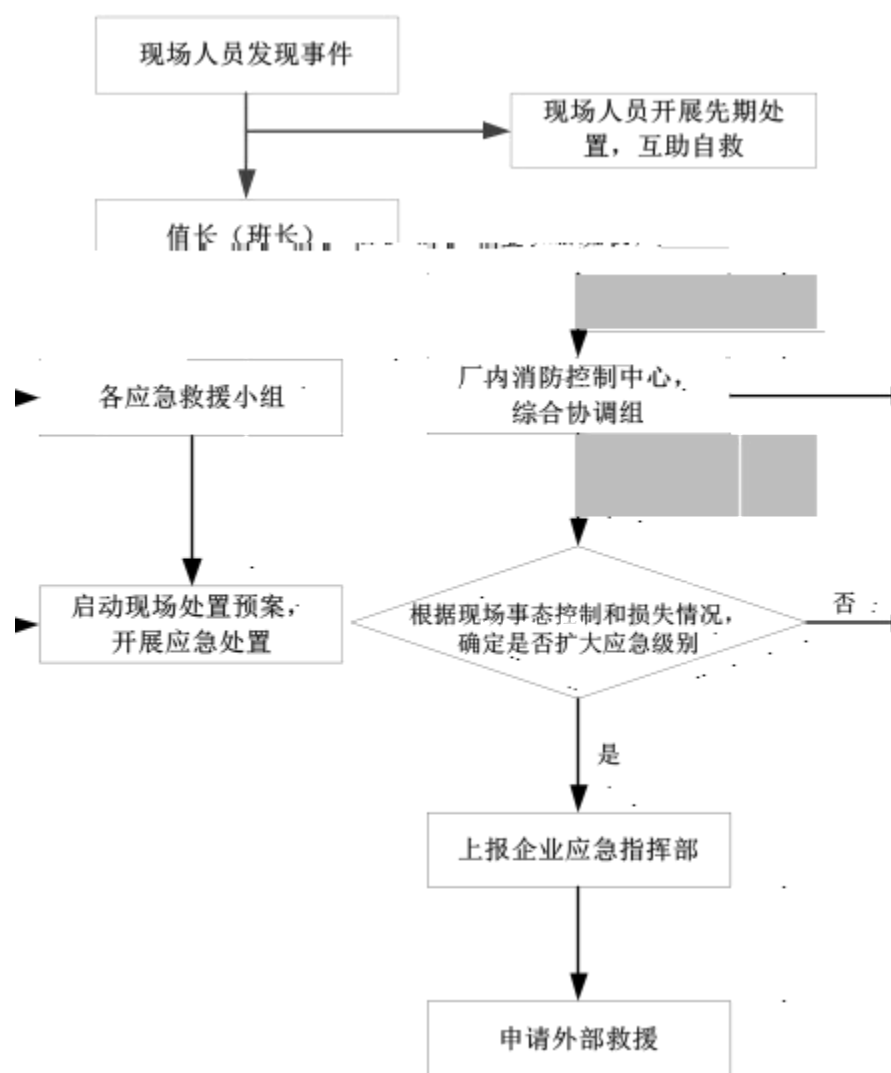 现场人员发现事件
现场人员开展先期处
置，互助自救
值长（班长）
各应急救援小组
厂内消防控制中心，
综合协调组
启动现场处置预案，
开展应急处置
根据现场事态控制和损失情况，
确定是否扩大应急级别
否
是
上报企业应急指挥部
申请外部救援